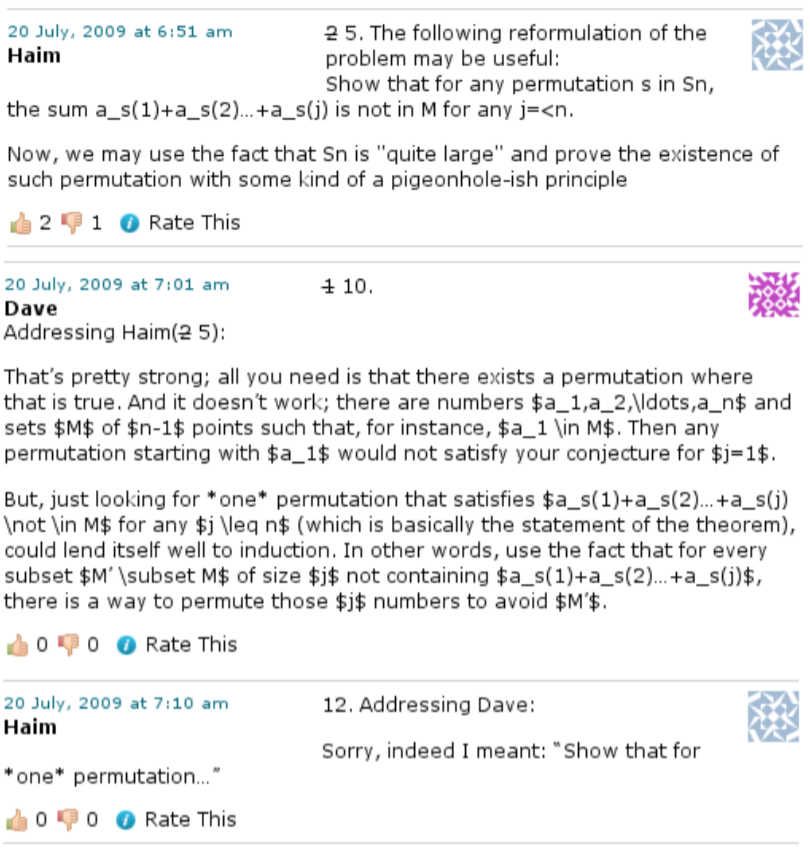 20 July, 2009 at 6:51 am
Haim
2 5. The following reformulation of the
problem may be useful:
Show that for any permutation s in Sn,
the sum a_s(1)+a_s(2)...+a_s(j) is not in M for any j=<n.
Now, we may use the fact that Sn is "quite large" and prove the existence of
such permutation with some kind of a pigeonhole-ish principle
2 1 i Rate This
20 July, 2009 at 7:01 am
1 10.
Dave
Addressing Haim(2 5):
That's pretty strong; all you need is that there exists a permutation where
that is true. And it doesn't work; there are numbers $a_1,a_2,\ldots,a_n$ and
sets $M$ of $n-1$ points such that, for instance, $a_1 \in M$. Then any
permutation starting with $a_1$ would not satisfy your conjecture for $j=1$.
But, just looking for *one* permutation that satisfies $a_s(1)+a_s(2)...+a_s(j)
\not \in M$ for any $j \leq n$ (which is basically the statement of the theorem),
could lend itself well to induction. In other words, use the fact that for every
subset $M' \subset M$ of size $j$ not containing $a_s(1)+a_s(2)...+a_s(j)$,
there is a way to permute those $j$ numbers to avoid $M'$.
0 0 i Rate This
20 July, 2009 at 7:10 am
Haim
12. Addressing Dave:
Sorry, indeed I meant: "Show that for
*one* permutation..."
0 0 i Rate This